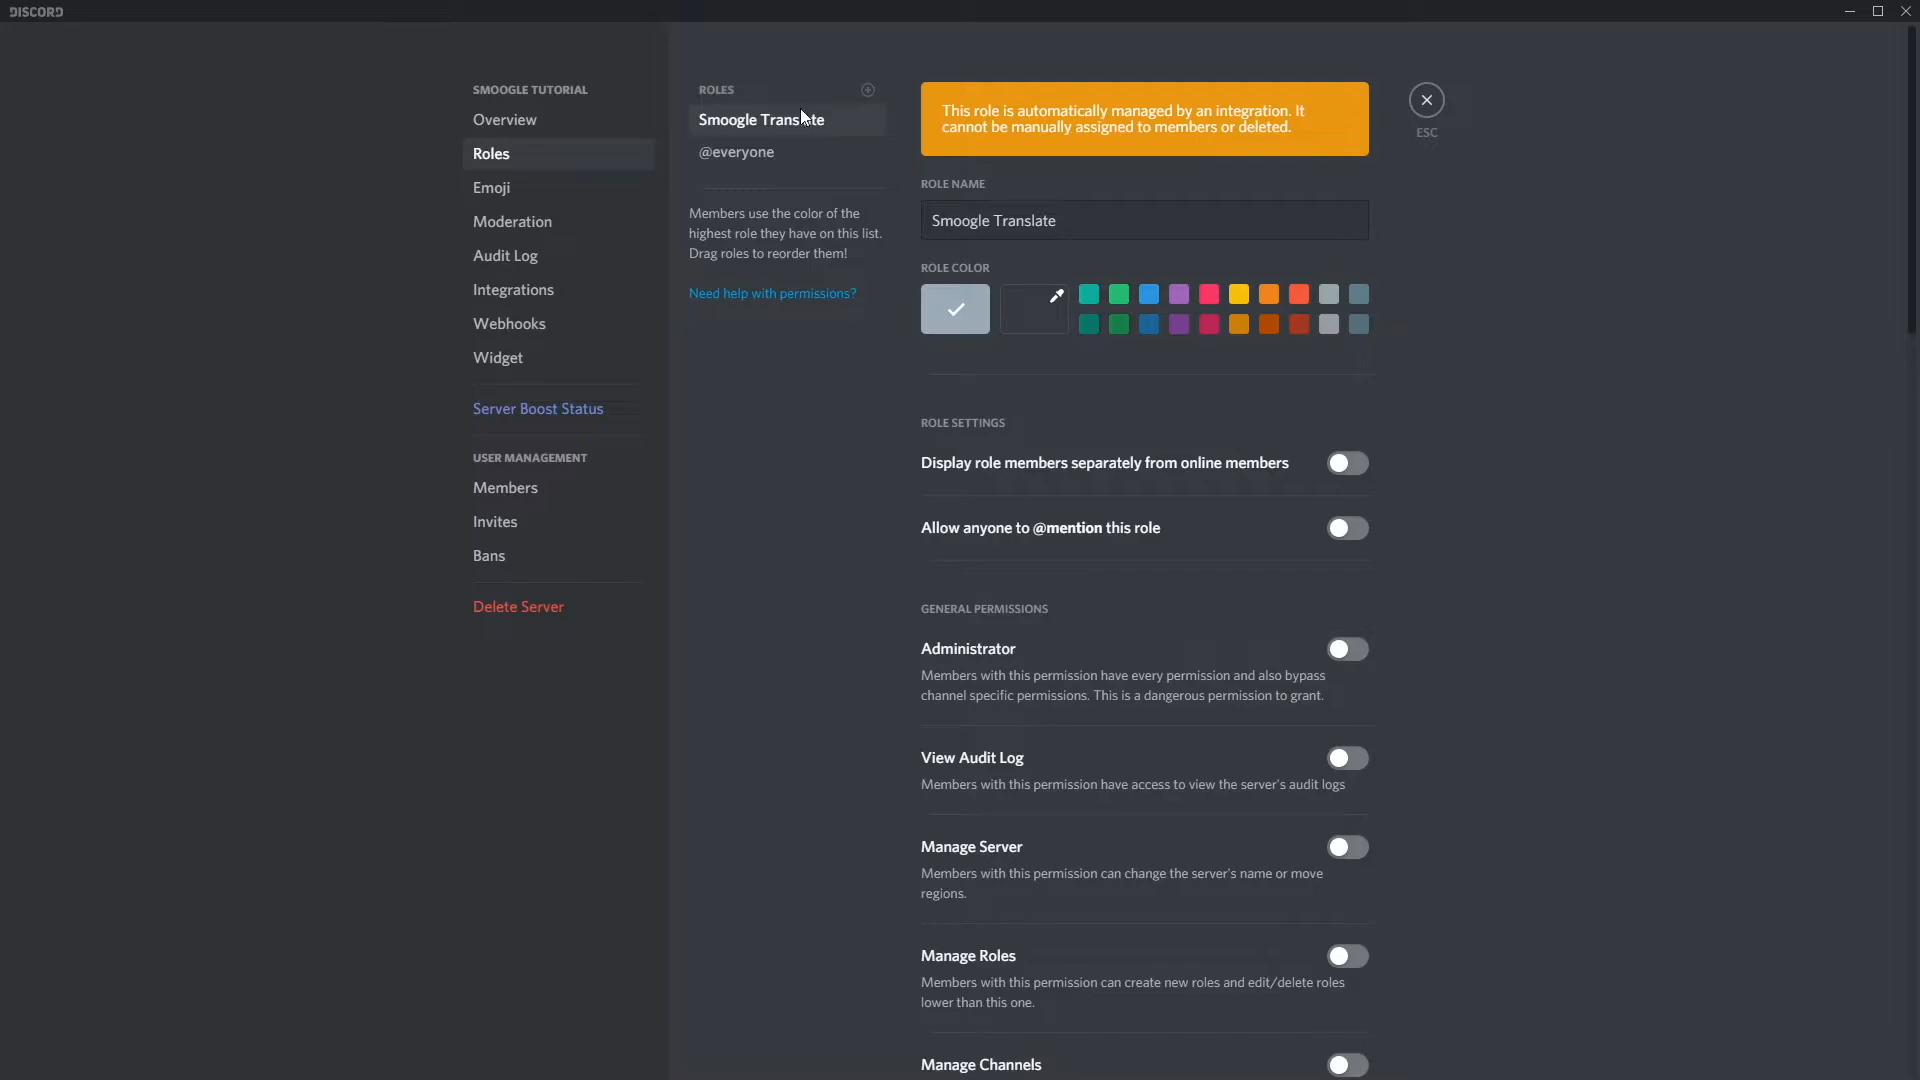 DISCORD
SMOOGLE TUTORIAL
Overview
Roles
Emoji
Moderation
Audit Log
Integrations
Webhooks
Widget
Server Boost Status
USER MANAGEMENT
Members
Invites
Bans
Delete Server
ROLES
Smoogle Translate
@everyone
Members use the color of the
highest role they have on this list.
Drag roles to reorder them!
Need help with permissions?
This role is automatically managed by an integration. It
cannot be manually assigned to members or deleted.
ESC
ROLE NAME
Smoogle Translate
ROLE COLOR
ROLE SETTINGS
Display role members separately from online members
Allow anyone to @mention this role
GENERAL PERMISSIONS
Administrator
Members with this permission have every permission and also bypass
channel specific permissions. This is a dangerous permission to grant.
View Audit Log
Members with this permission have access to view the server's audit logs
Manage Server
Members with this permission can change the server's name or move
regions.
Manage Roles
Members with this permission can create new roles and edit/delete roles
lower than this one.
Manage Channels